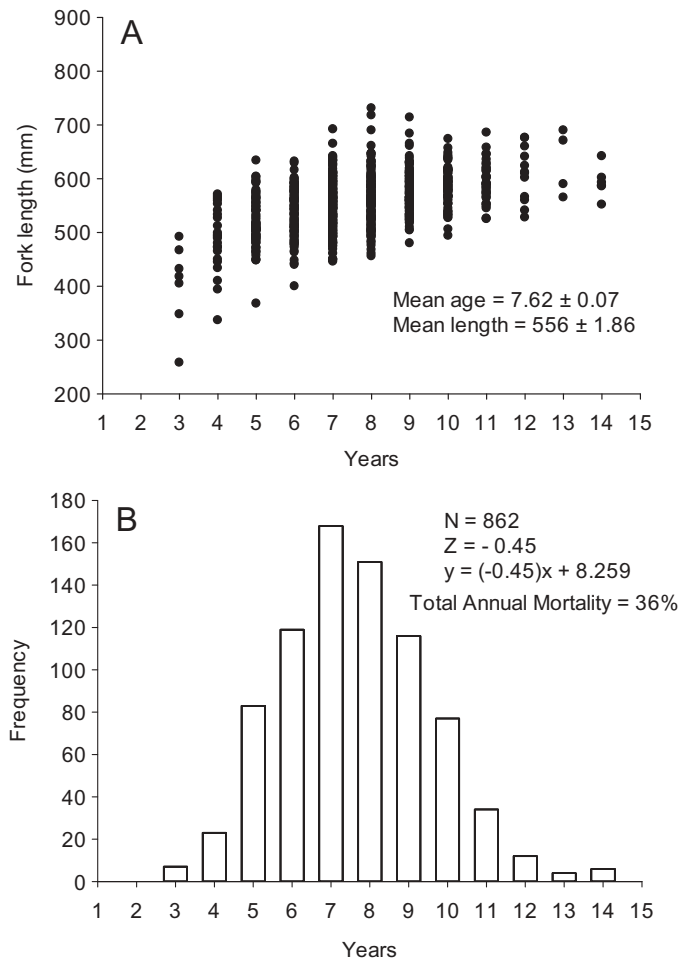 A
Fork length (mm)
900
800
700
600
500
400
300
200
Mean age = 7.62 ± 0.07
Mean length = 556 ± 1.86
1 2 3 4 5 6 7 8 9 10 11 12 13 14 15
Years
B
Frequency
180
160
140
120
100
80
60
40
20
0
N = 862
Z = - 0.45
y = (-0.45)x + 8.259
Total Annual Mortality = 36%
1 2 3 4 5 6 7 8 9 10 11 12 13 14 15
Years